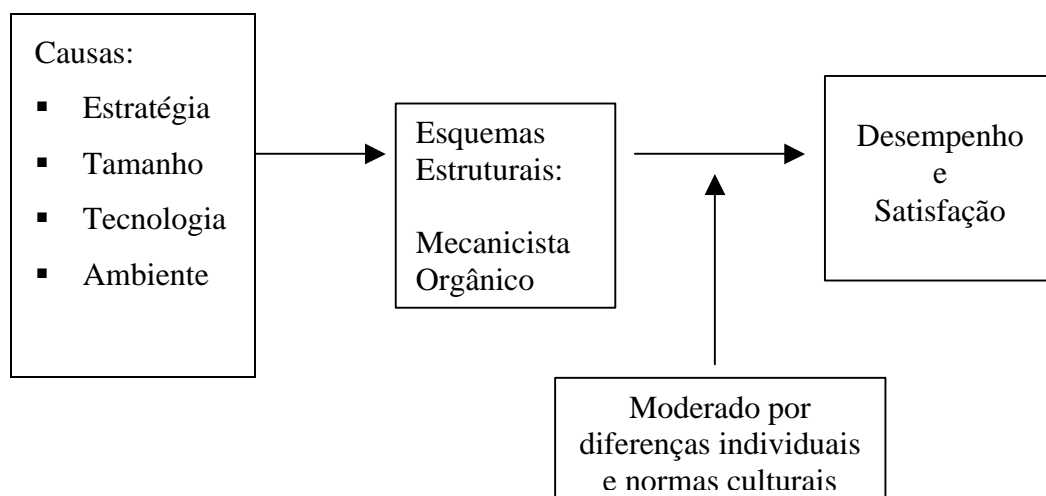 Causas:
▪ Estratégia
▪ Tamanho
▪ Tecnologia
▪ Ambiente
Esquemas
Estruturais:
Mecanicista
Orgânico
Desempenho
e
Satisfação
Moderado por
diferenças individuais
e normas culturais